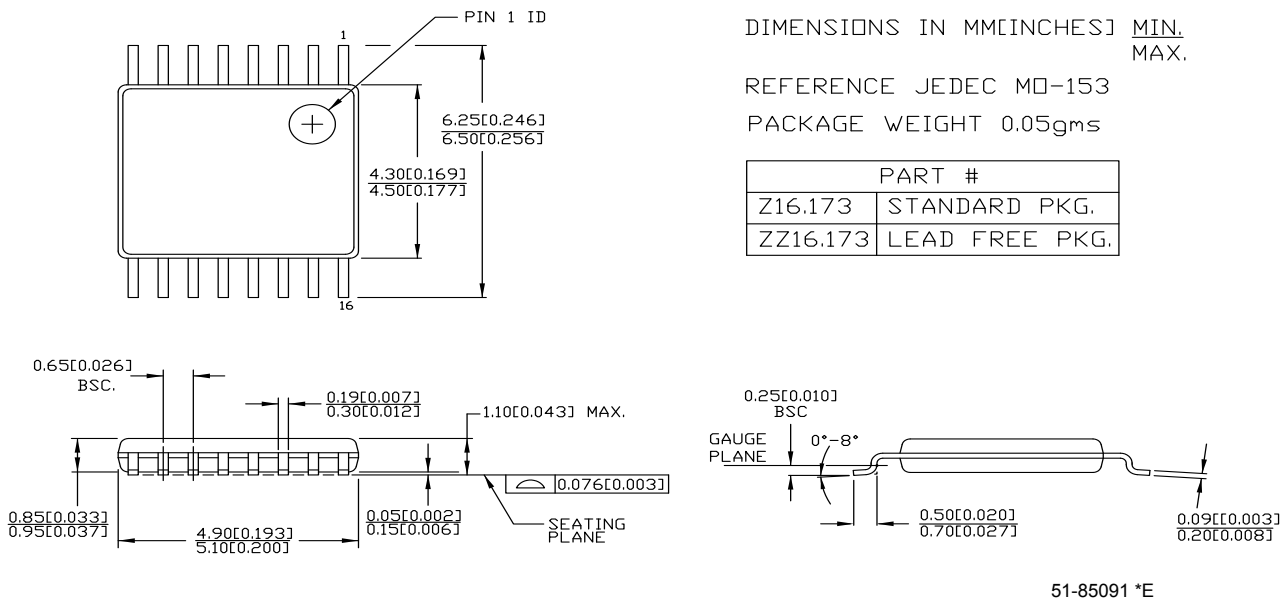 PIN 1 ID
1
6.25[0.246]
6.50[0.256]
4.30[0.169]
4.50[0.177]
16
DIMENSIONS IN MM[INCHES] MIN.
MAX.
REFERENCE JEDEC MO-153
PACKAGE WEIGHT 0.05gms
PART #
Z16.173 STANDARD PKG.
ZZ16.173 LEAD FREE PKG.
0.65[0.026]
BSC.
0.19[0.007]
0.30[0.012]
1.10[0.043] MAX.
0.85[0.033]
0.95[0.037]
4.90[0.193]
5.10[0.200]
0.05[0.002]
0.15[0.006]
0.076[0.003]
SEATING
PLANE
0.25[0.010]
BSC
GAUGE
PLANE
0°-8°
0.50[0.020]
0.70[0.027]
0.09[[0.003]
0.20[0.008]
51-85091 *E